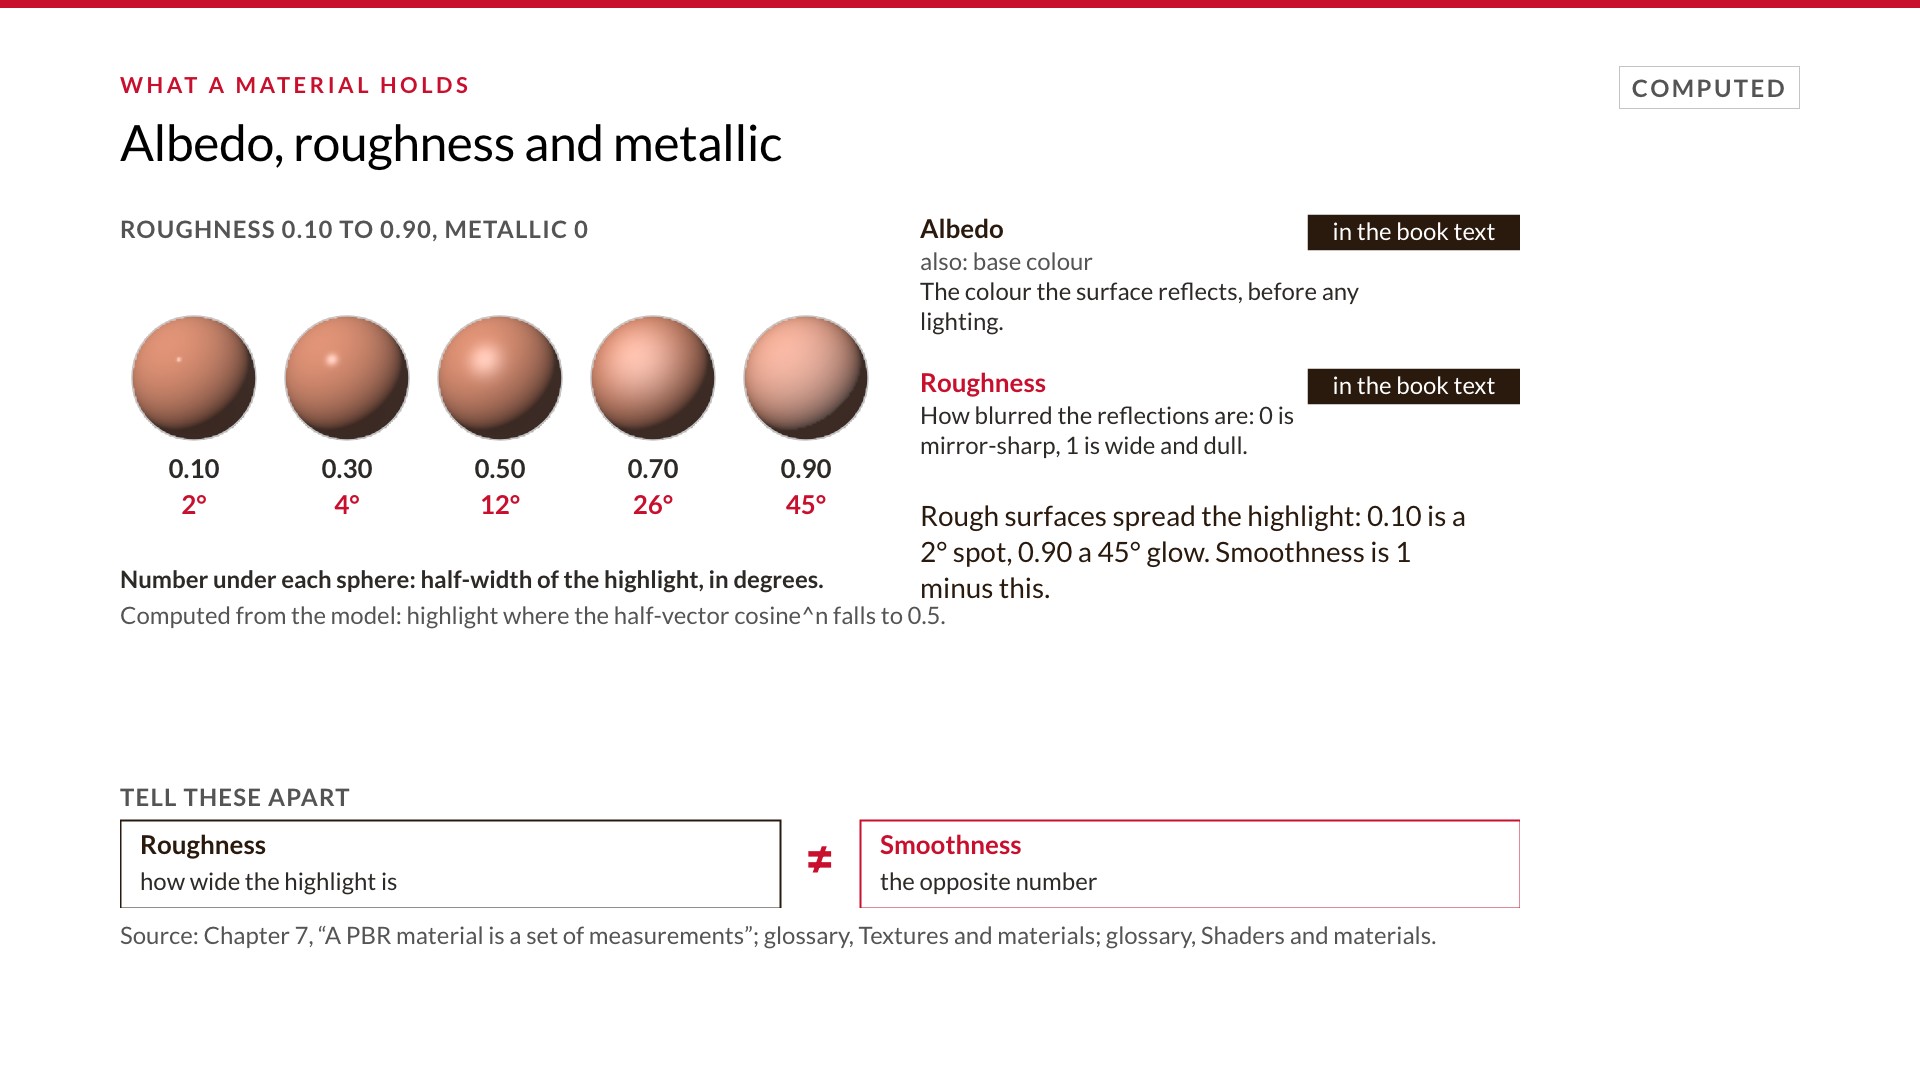 WHAT A MATERIAL HOLDS
COMPUTED
Albedo, roughness and metallic
ROUGHNESS 0.10 TO 0.90, METALLIC 0
0.10 0.30 0.50 0.70 0.90
2° 4° 12° 26° 45°
Number under each sphere: half-width of the highlight, in degrees.
Computed from the model: highlight where the half-vector cosine^n falls to 0.5.
Albedo
in the book text
also: base colour
The colour the surface reflects, before any
lighting.
Roughness
in the book text
How blurred the reflections are: 0 is
mirror-sharp, 1 is wide and dull.
Rough surfaces spread the highlight: 0.10 is a
2° spot, 0.90 a 45° glow. Smoothness is 1
minus this.
TELL THESE APART
Roughness
how wide the highlight is
≠
Smoothness
the opposite number
Source: Chapter 7, “A PBR material is a set of measurements”; glossary, Textures and materials; glossary, Shaders and materials.